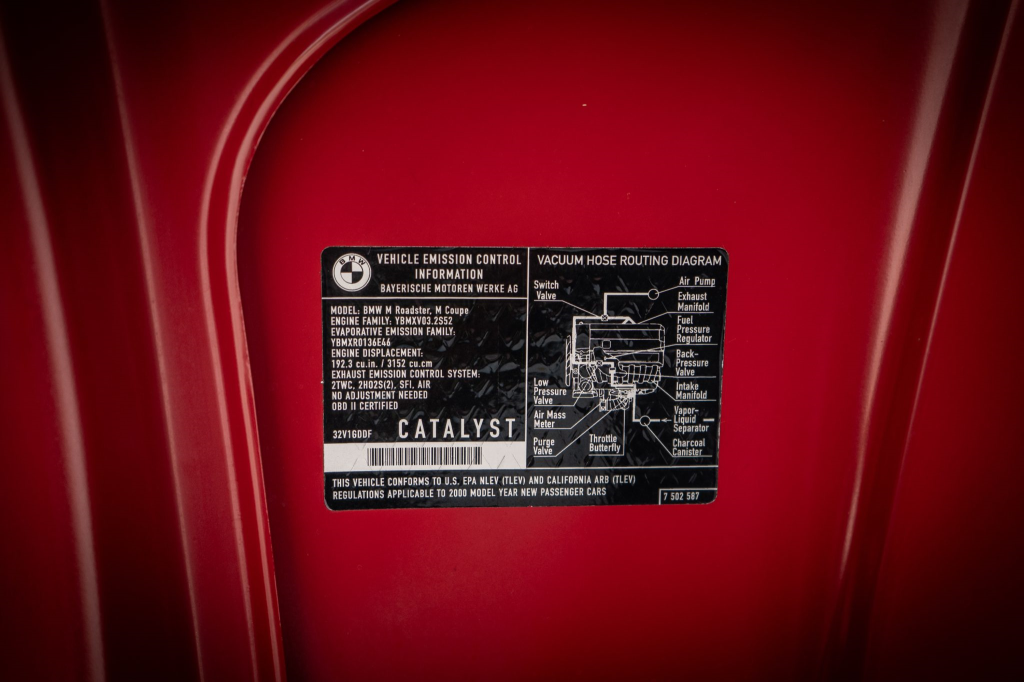 BMW
VEHICLE EMISSION CONTROL
INFORMATION
BAYERISCHE MOTOREN WERKE AG
MODEL: BMW M Roadster, M Coupe
ENGINE FAMILY: YBMXV03.2S52
EVAPORATIVE EMISSION FAMILY:
YBMXR0136E46
ENGINE DISPLACEMENT:
192.3 cu.in. / 3152 cu.cm
EXHAUST EMISSION CONTROL SYSTEM:
2TWC, 2HO2S(2), SFI, AIR
NO ADJUSTMENT NEEDED
OBD II CERTIFIED
32V1GDDF
CATALYST
VACUUM HOSE ROUTING DIAGRAM
Switch
Valve
Air Pump
Exhaust
Manifold
Fuel
Pressure
Regulator
Back-
Pressure
Valve
Intake
Manifold
Vapor-
Liquid
Separator
Charcoal
Canister
Low
Pressure
Valve
Air Mass
Meter
Purge
Valve
Throttle
Butterfly
THIS VEHICLE CONFORMS TO U.S. EPA NLEV (TLEV) AND CALIFORNIA ARB (TLEV)
REGULATIONS APPLICABLE TO 2000 MODEL YEAR NEW PASSENGER CARS
7 502 587